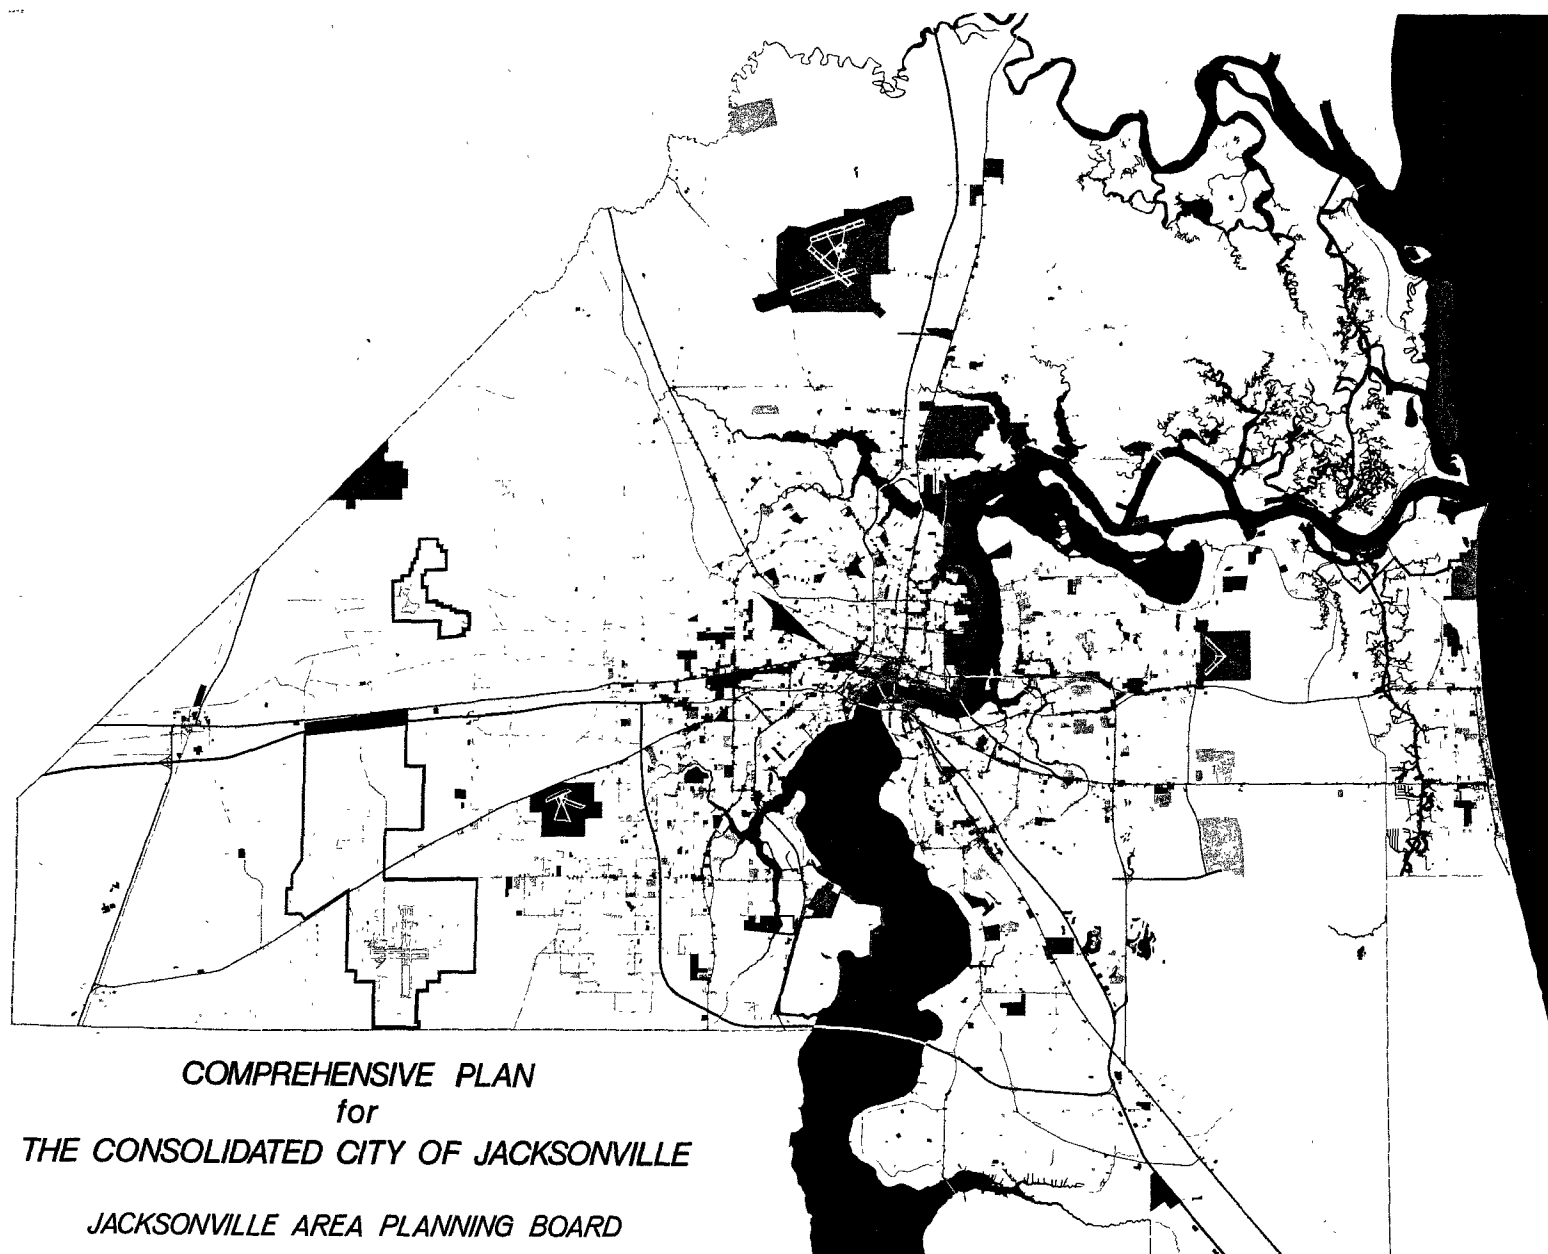 COMPREHENSIVE PLAN
for
THE CONSOLIDATED CITY OF JACKSONVILLE
JACKSONVILLE AREA PLANNING BOARD